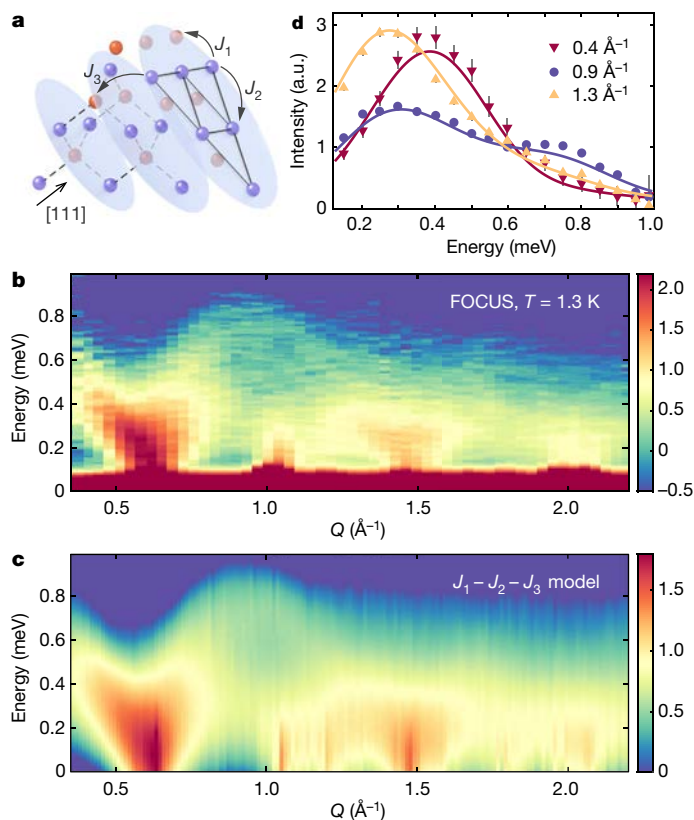 a
J1
J2
J3
[111]
d
Intensity (a.u.)
3
2
1
0
0.4 Å−1
0.9 Å−1
1.3 Å−1
0.2 0.4 0.6 0.8 1.0
Energy (meV)
b
FOCUS, T = 1.3 K
Energy (meV)
0.8
0.6
0.4
0.2
0
0.5 1.0 1.5 2.0
Q (Å−1)
2.0
1.5
1.0
0.5
0
−0.5
c
J1 – J2 – J3 model
Energy (meV)
0.8
0.6
0.4
0.2
0
0.5 1.0 1.5 2.0
Q (Å−1)
1.5
1.0
0.5
0